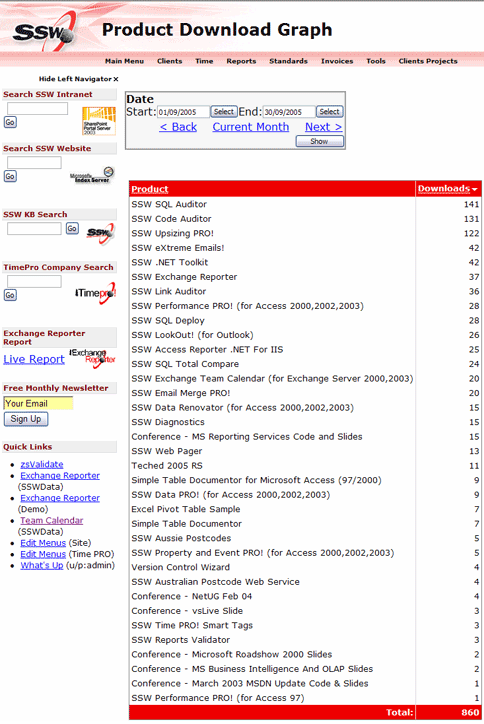 SSW
Product Download Graph
Main Menu Clients Time Reports Standards Invoices Tools Clients Projects
Hide Left Navigator x
Search SSW Intranet
Go
SharePoint
Portal Server
2003
Search SSW Website
Go
Microsoft
Index Server
SSW KB Search
Go
SSW
TimePro Company Search
Go
Timepro!
Exchange Reporter
Report
Live Report
Exchange
Reporter
Free Monthly Newsletter
Your Email
Sign Up
Quick Links
• zsValidate
• Exchange Reporter
(SSWData)
• Exchange Reporter
(Demo)
• Team Calendar
(SSWData)
• Edit Menus (Site)
• Edit Menus (Time PRO)
• What's Up (u/p:admin)
Date
Start: 01/09/2005 Select End: 30/09/2005 Select
< Back Current Month Next >
Show
Product Downloads
SSW SQL Auditor 141
SSW Code Auditor 131
SSW Upsizing PRO! 122
SSW eXtreme Emails! 42
SSW .NET Toolkit 42
SSW Exchange Reporter 37
SSW Link Auditor 36
SSW Performance PRO! (for Access 2000,2002,2003) 28
SSW SQL Deploy 28
SSW LookOut! (for Outlook) 26
SSW Access Reporter .NET For IIS 25
SSW SQL Total Compare 24
SSW Exchange Team Calendar (for Exchange Server 2000,2003) 20
SSW Email Merge PRO! 20
SSW Data Renovator (for Access 2000,2002,2003) 15
SSW Diagnostics 15
Conference - MS Reporting Services Code and Slides 15
SSW Web Pager 13
Teched 2005 RS 11
Simple Table Documentor for Microsoft Access (97/2000) 9
SSW Data PRO! (for Access 2000,2002,2003) 9
Excel Pivot Table Sample 7
Simple Table Documentor 7
SSW Aussie Postcodes 5
SSW Property and Event PRO! (for Access 2000,2002,2003) 5
Version Control Wizard 4
SSW Australian Postcode Web Service 4
Conference - NetUG Feb 04 4
Conference - vsLive Slide 3
SSW Time PRO! Smart Tags 3
SSW Reports Validator 3
Conference - Microsoft Roadshow 2000 Slides 2
Conference - MS Business Intelligence And OLAP Slides 2
Conference - March 2003 MSDN Update Code & Slides 1
SSW Performance PRO! (for Access 97) 1
Total: 860